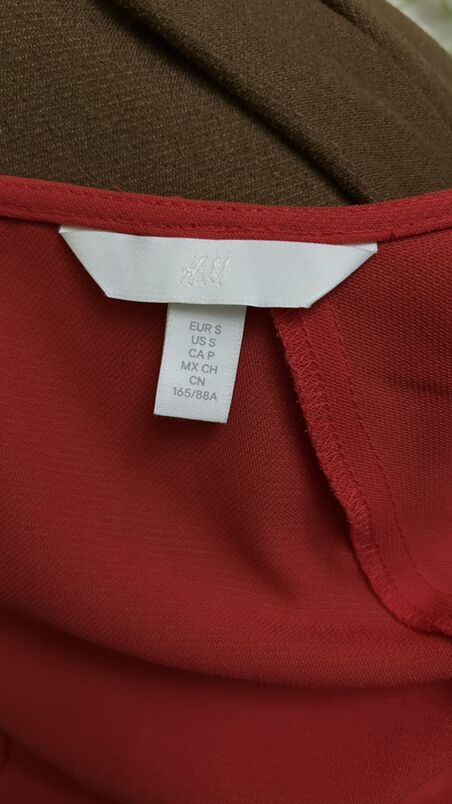 H&M
EUR S
US S
CA P
MX CH
CN
165/88A